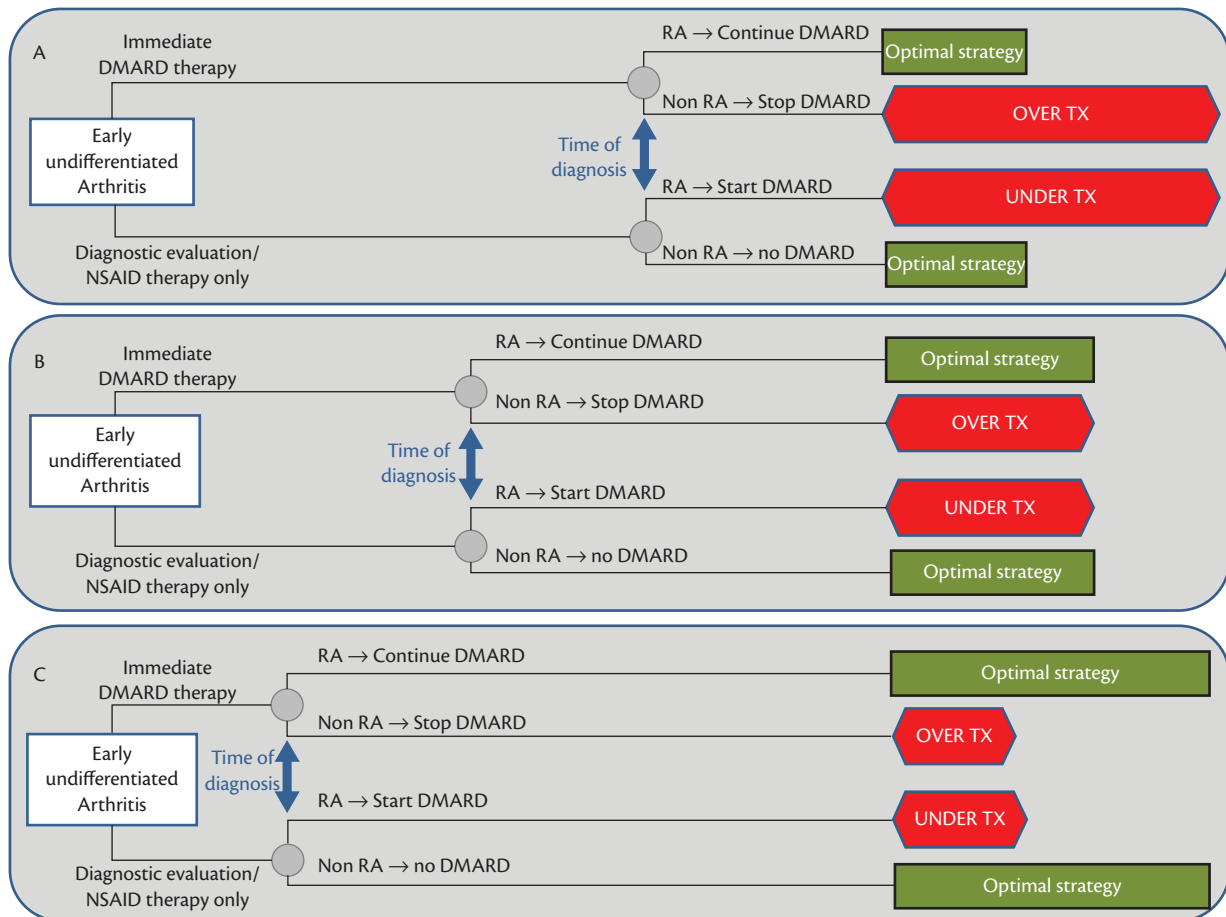 A
Immediate
DMARD therapy
Early
undifferentiated
Arthritis
Diagnostic evaluation/
NSAID therapy only
Time of
diagnosis
RA → Continue DMARD
Optimal strategy
Non RA → Stop DMARD
OVER TX
RA → Start DMARD
UNDER TX
Non RA → no DMARD
Optimal strategy
B
Immediate
DMARD therapy
Early
undifferentiated
Arthritis
Diagnostic evaluation/
NSAID therapy only
Time of
diagnosis
RA → Continue DMARD
Optimal strategy
Non RA → Stop DMARD
OVER TX
RA → Start DMARD
UNDER TX
Non RA → no DMARD
Optimal strategy
C
Immediate
DMARD therapy
Early
undifferentiated
Arthritis
Diagnostic evaluation/
NSAID therapy only
Time of
diagnosis
RA → Continue DMARD
Optimal strategy
Non RA → Stop DMARD
OVER TX
RA → Start DMARD
UNDER TX
Non RA → no DMARD
Optimal strategy